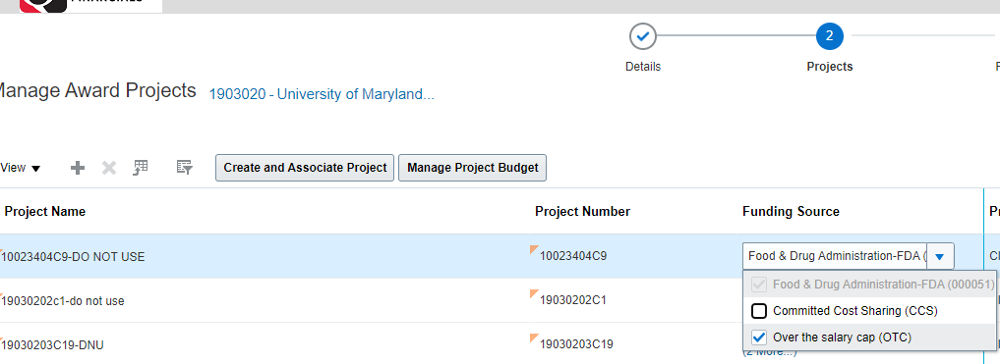 FINANCIALS
2
Details
Projects
Manage Award Projects 1903020 - University of Maryland...
View Create and Associate Project Manage Project Budget
Project Name Project Number Funding Source
10023404C9-DO NOT USE 10023404C9 Food & Drug Administration-FDA (
Food & Drug Administration-FDA (000051)
19030202c1-do not use 19030202C1 Committed Cost Sharing (CCS)
19030203C19-DNU 19030203C19 Over the salary cap (OTC)
(2 More...)